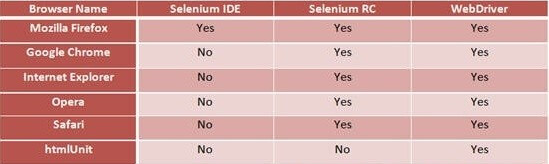 Browser Name Selenium IDE Selenium RC WebDriver
Mozilla Firefox Yes Yes Yes
Google Chrome No Yes Yes
Internet Explorer No Yes Yes
Opera No Yes Yes
Safari No Yes Yes
htmlUnit No No Yes